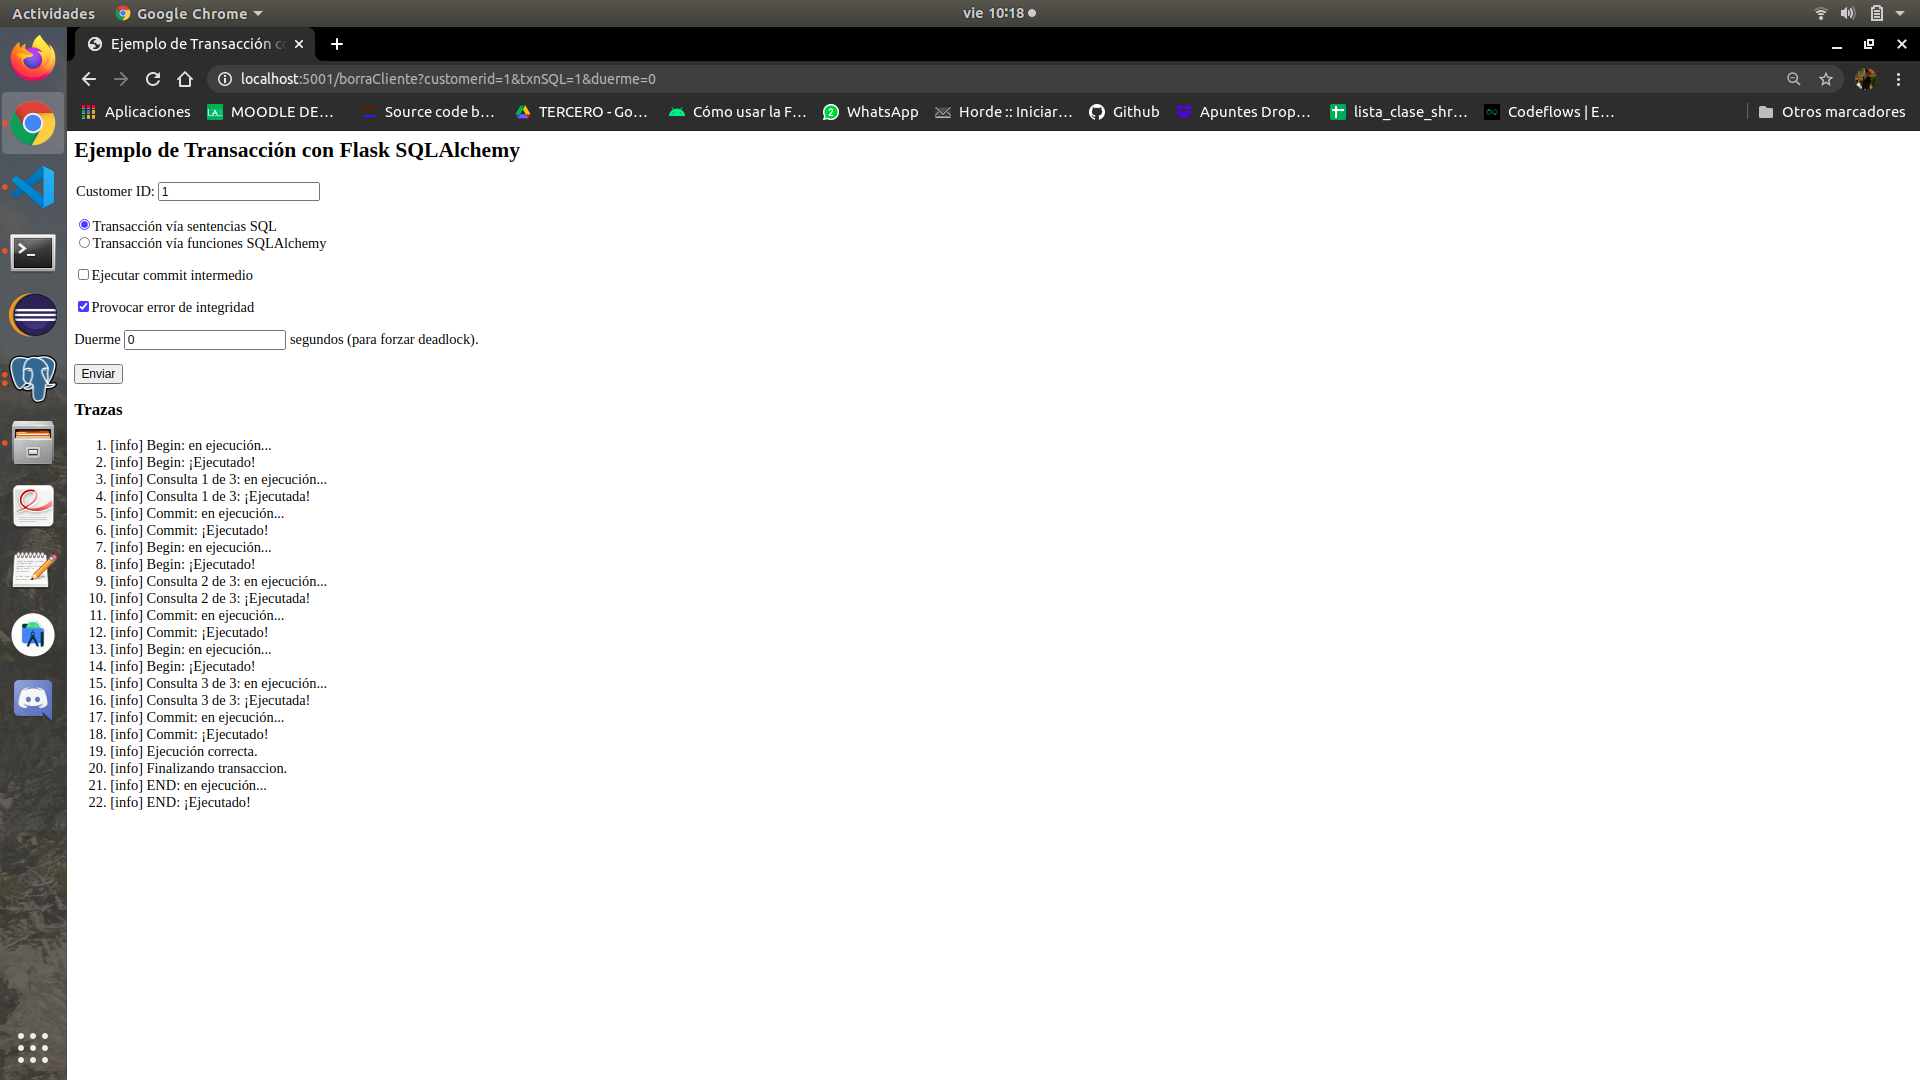 Actividades
Google Chrome
vie 10:18
Ejemplo de Transacción co
localhost:5001/borraCliente?customerid=1&txnSQL=1&duerme=0
Aplicaciones
MOODLE DE...
Source code b...
TERCERO - Go...
Cómo usar la F...
WhatsApp
Horde :: Iniciar...
Github
Apuntes Drop...
lista_clase_shr...
Codeflows | E...
Otros marcadores
Ejemplo de Transacción con Flask SQLAlchemy
Customer ID: 1
Transacción vía sentencias SQL
Transacción vía funciones SQLAlchemy
Ejecutar commit intermedio
Provocar error de integridad
Duerme 0 segundos (para forzar deadlock).
Enviar
Trazas
1. [info] Begin: en ejecución...
2. [info] Begin: ¡Ejecutado!
3. [info] Consulta 1 de 3: en ejecución...
4. [info] Consulta 1 de 3: ¡Ejecutada!
5. [info] Commit: en ejecución...
6. [info] Commit: ¡Ejecutado!
7. [info] Begin: en ejecución...
8. [info] Begin: ¡Ejecutado!
9. [info] Consulta 2 de 3: en ejecución...
10. [info] Consulta 2 de 3: ¡Ejecutada!
11. [info] Commit: en ejecución...
12. [info] Commit: ¡Ejecutado!
13. [info] Begin: en ejecución...
14. [info] Begin: ¡Ejecutado!
15. [info] Consulta 3 de 3: en ejecución...
16. [info] Consulta 3 de 3: ¡Ejecutada!
17. [info] Commit: en ejecución...
18. [info] Commit: ¡Ejecutado!
19. [info] Ejecución correcta.
20. [info] Finalizando transaccion.
21. [info] END: en ejecución...
22. [info] END: ¡Ejecutado!